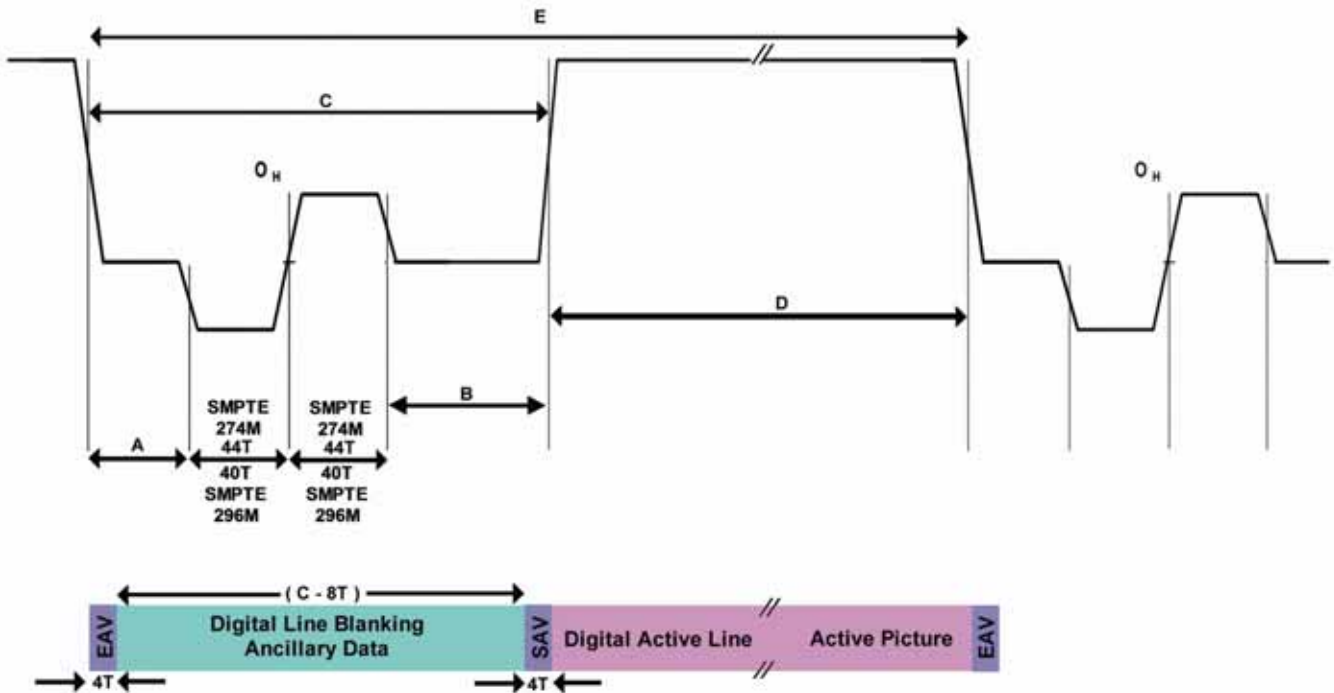 E
C
O H
O H
D
B
SMPTE
274M
44T
40T
SMPTE
296M
SMPTE
274M
44T
40T
SMPTE
296M
A
( C - 8T )
EAV
Digital Line Blanking
Ancillary Data
SAV
Digital Active Line
Active Picture
EAV
4T
4T